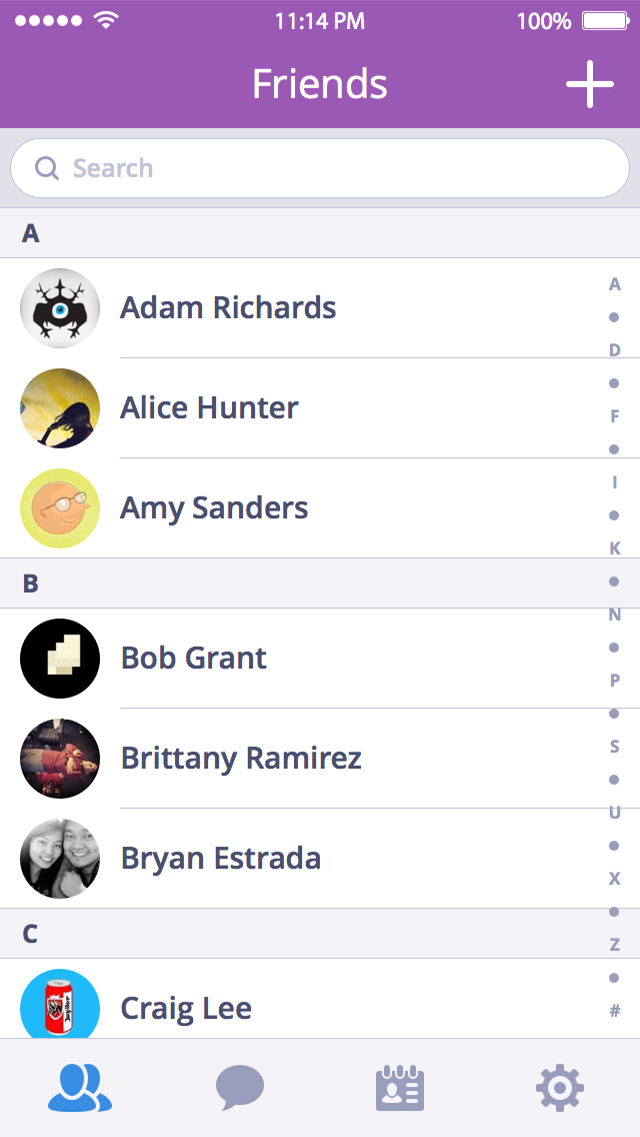 11:14 PM 100%
Friends
Search
A
Adam Richards
Alice Hunter
Amy Sanders
B
Bob Grant
Brittany Ramirez
Bryan Estrada
C
Craig Lee
A
D
F
I
K
N
P
S
U
X
Z
#